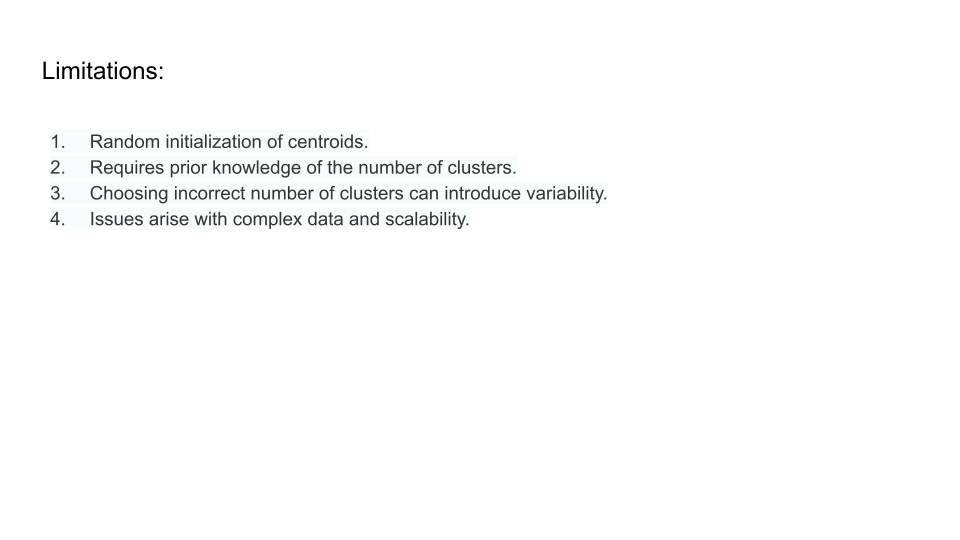 Limitations:
1. Random initialization of centroids.
2. Requires prior knowledge of the number of clusters.
3. Choosing incorrect number of clusters can introduce variability.
4. Issues arise with complex data and scalability.